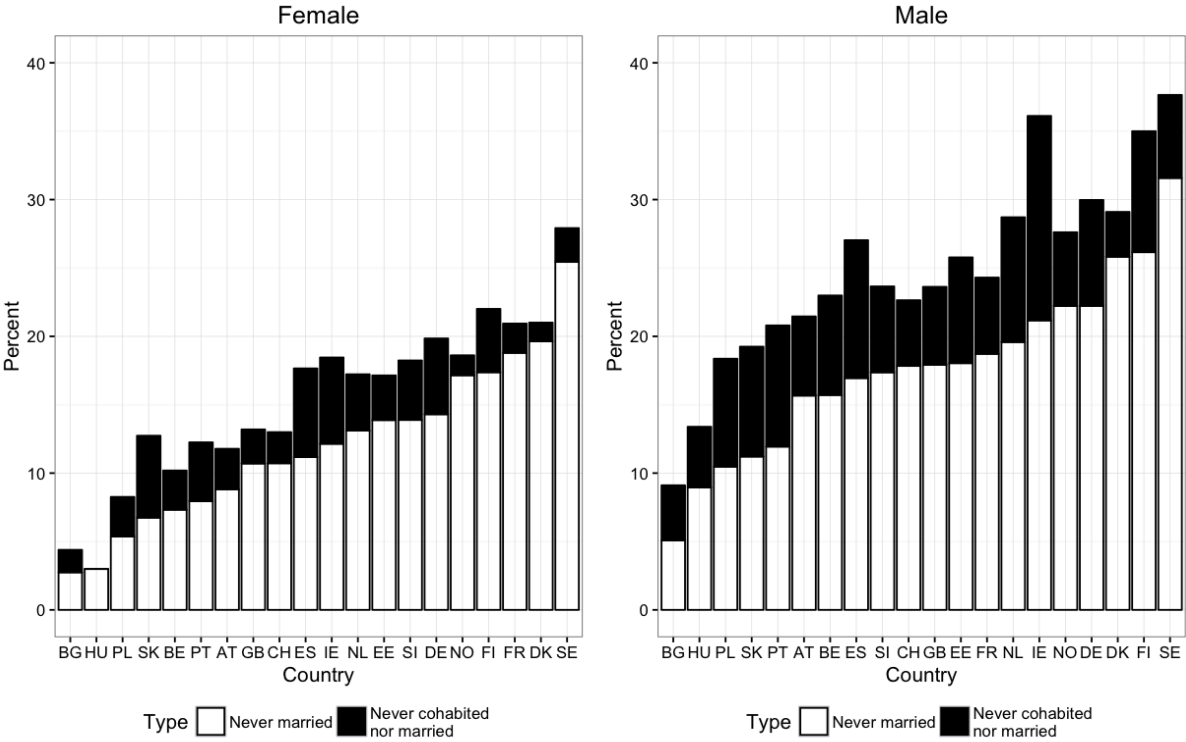 Female
Percent
40
30
20
10
0
BG HU PL SK BE PT AT GB CH ES IE NL EE SI DE NO FI FR DK SE
Country
Type Never married Never cohabited
nor married
Male
Percent
40
30
20
10
0
BG HU PL SK PT AT BE ES SI CH GB EE FR NL IE NO DE DK FI SE
Country
Type Never married Never cohabited
nor married